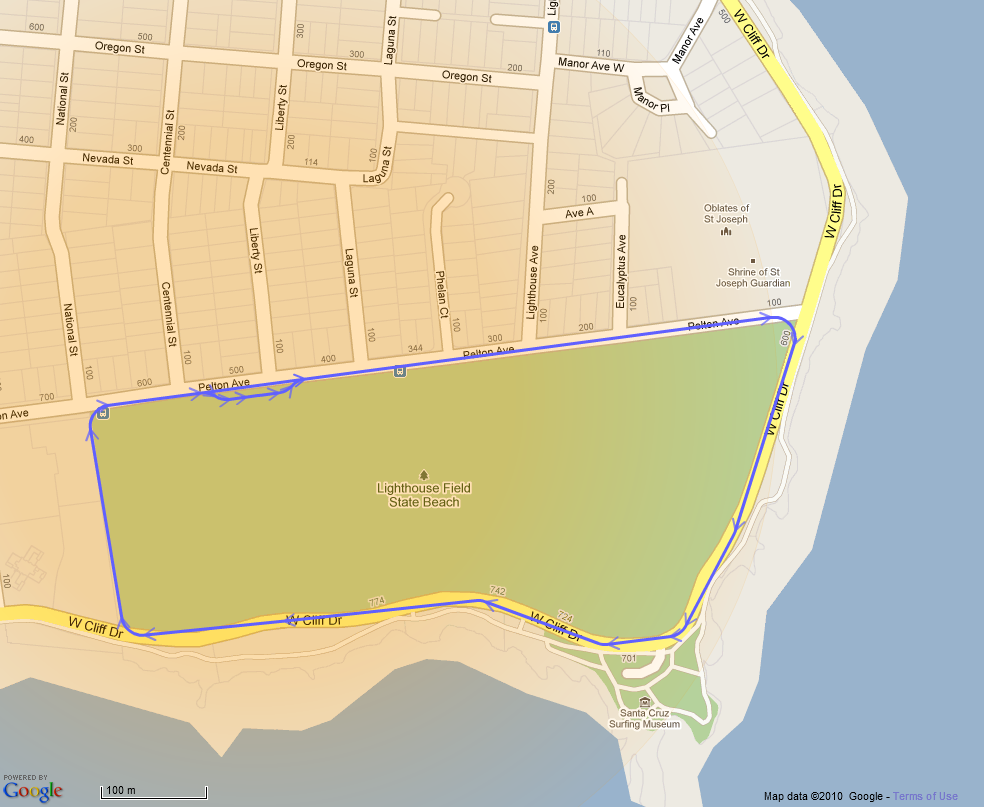 600
Oregon St
500
300
Laguna St
Oregon St
300
Oregon St
200
Manor Ave W
110
Manor Ave
500
W Cliff Dr
Manor Pl
National St
200
Centennial St
200
Liberty St
200
100
Laguna St
400
Nevada St
300
Nevada St
114
200
Ave A
100
Oblates of
St Joseph
Shrine of St
Joseph Guardian
W Cliff Dr
Liberty St
Laguna St
Phelan Ct
Lighthouse Ave
Eucalyptus Ave
National St
Centennial St
100
100
100
100
100
100
100
100
Pelton Ave
200
300
Pelton Ave
344
400
500
Pelton Ave
600
700
on Ave
600
W Cliff Dr
Lighthouse Field
State Beach
100
W Cliff Dr
774
W Cliff Dr
742
724
W Cliff Dr
701
Santa Cruz
Surfing Museum
POWERED BY
Google
100 m
Map data ©2010 Google - Terms of Use